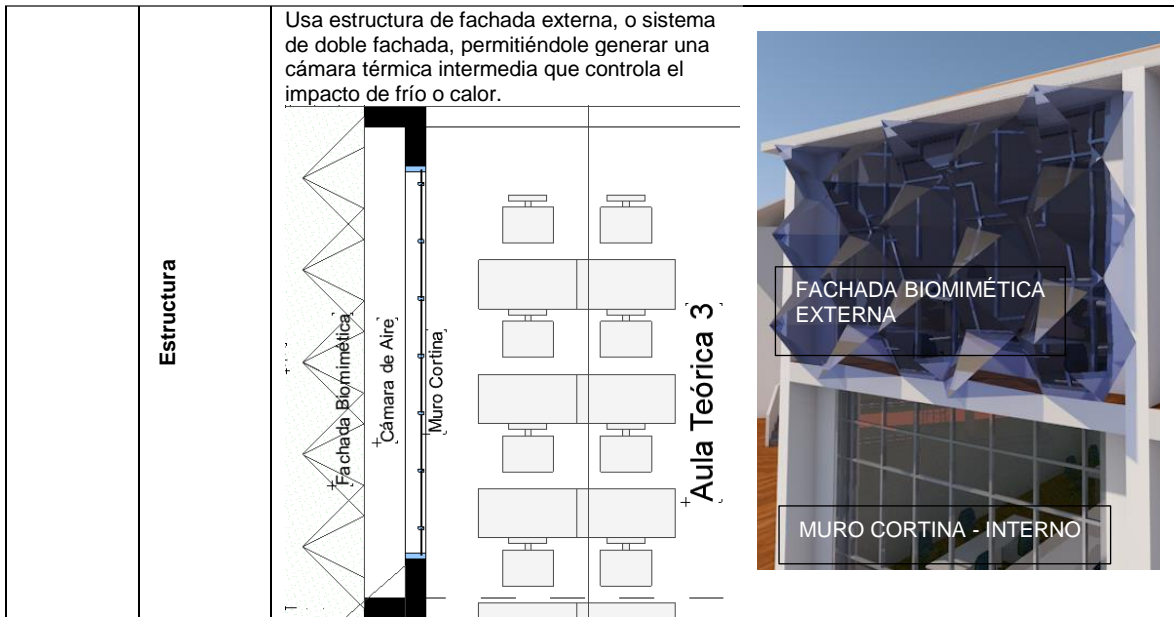 Estructura
Usa estructura de fachada externa, o sistema
de doble fachada, permitiéndole generar una
cámara térmica intermedia que controla el
impacto de frío o calor.
Fachada Biomimética
Cámara de Aire
Muro Cortina
Aula Teórica 3
FACHADA BIOMIMÉTICA
EXTERNA
MURO CORTINA - INTERNO